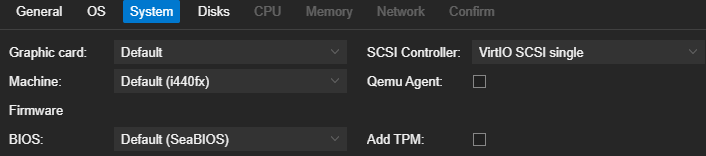 General OS System Disks CPU Memory Network Confirm
Graphic card: Default SCSI Controller: VirtIO SCSI single
Machine: Default (i440fx) Qemu Agent:
Firmware
BIOS: Default (SeaBIOS) Add TPM: